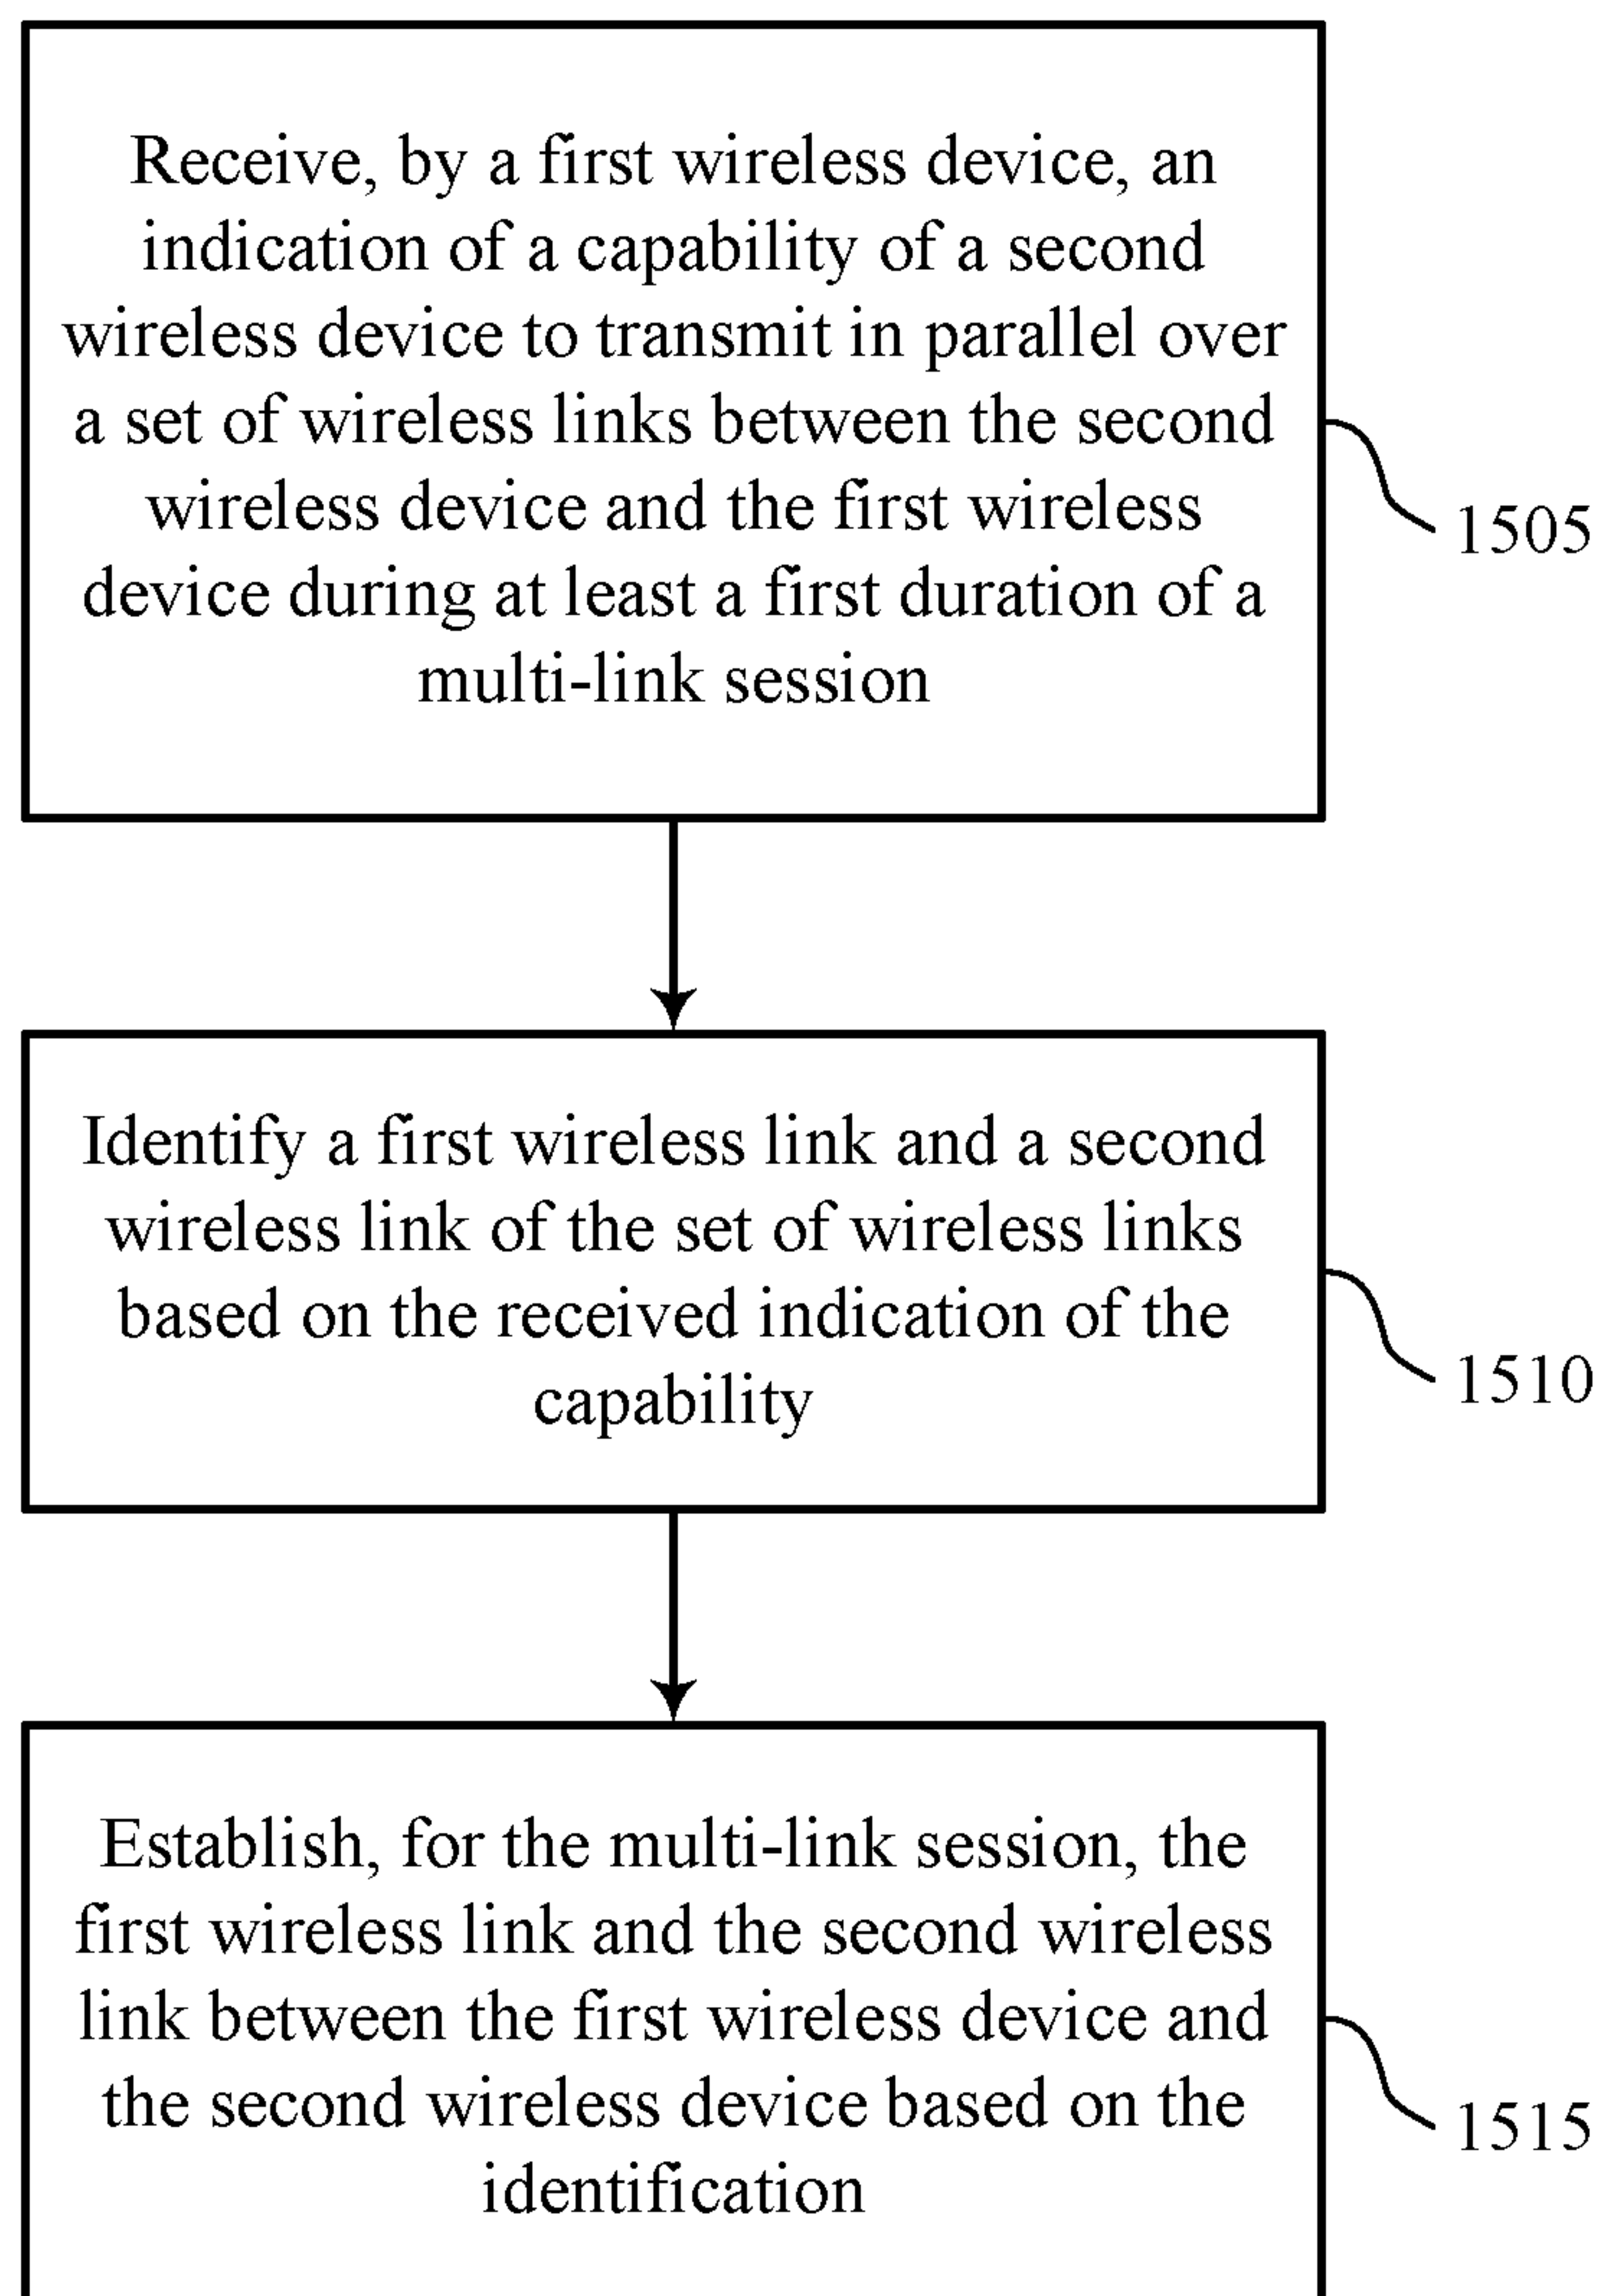 Receive, by a first wireless device, an
indication of a capability of a second
wireless device to transmit in parallel over
a set of wireless links between the second
wireless device and the first wireless
device during at least a first duration of a
multi-link session
1505
Identify a first wireless link and a second
wireless link of the set of wireless links
based on the received indication of the
capability
1510
Establish, for the multi-link session, the
first wireless link and the second wireless
link between the first wireless device and
the second wireless device based on the
identification
1515